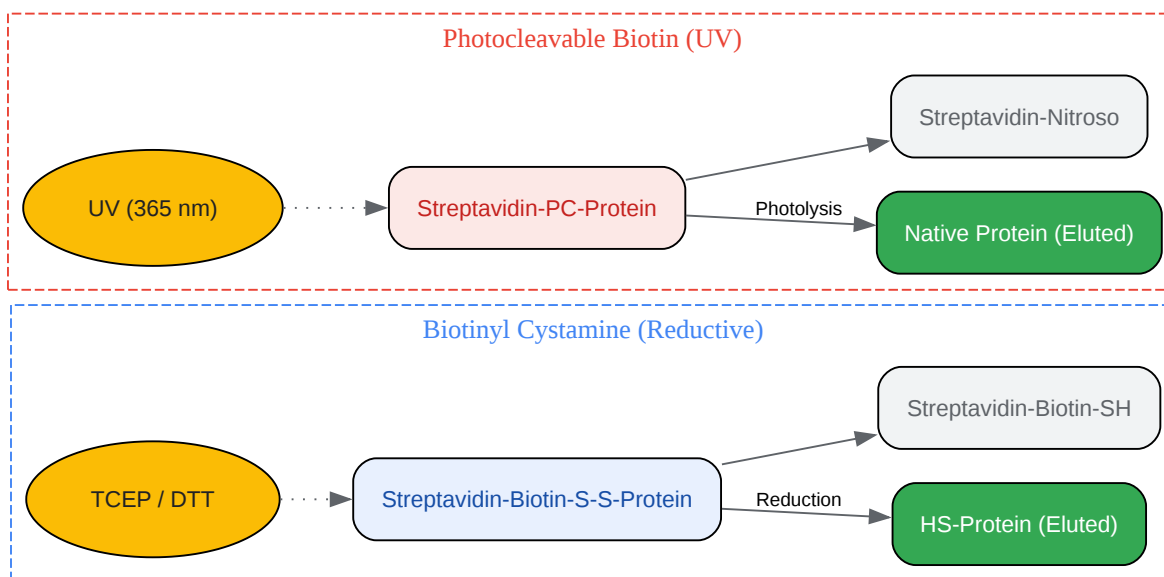 Photocleavable Biotin (UV)
Streptavidin-Nitroso
UV (365 nm)
Streptavidin-PC-Protein
Photolysis
Native Protein (Eluted)
Biotinyl Cystamine (Reductive)
Streptavidin-Biotin-SH
TCEP / DTT
Streptavidin-Biotin-S-S-Protein
Reduction
HS-Protein (Eluted)